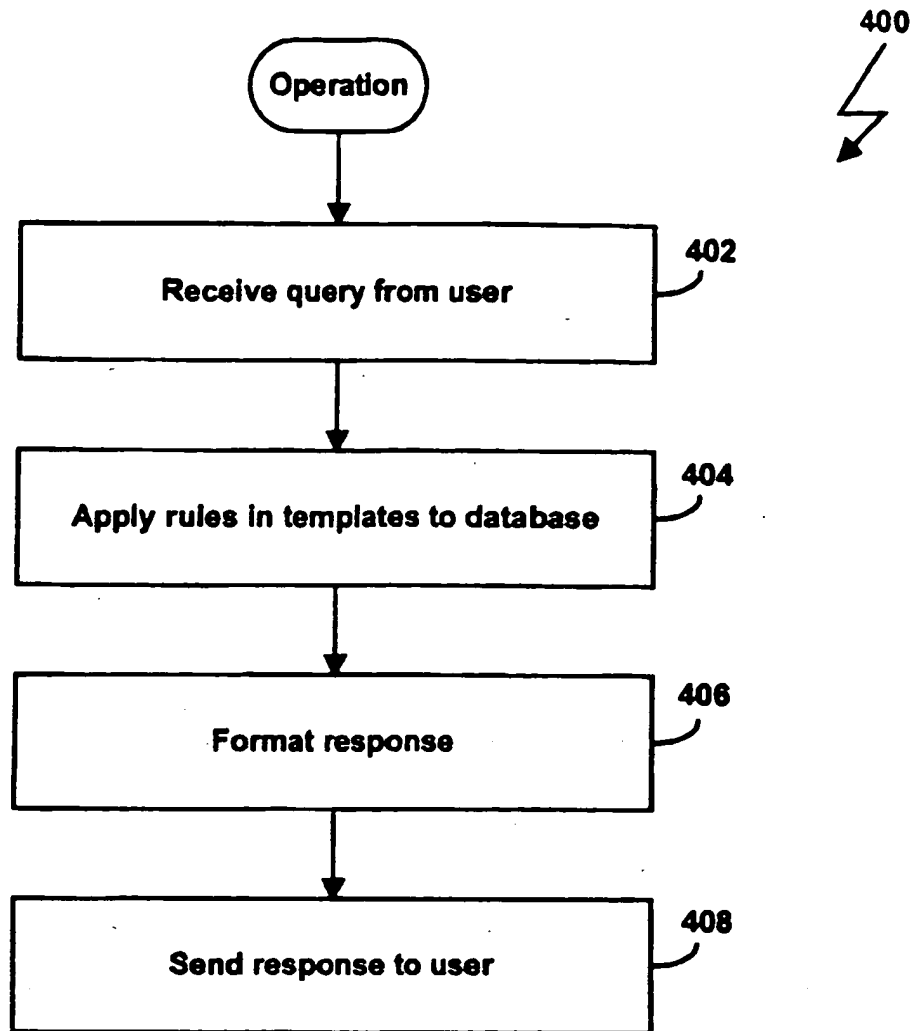 400
Operation
402
Receive query from user
404
Apply rules in templates to database
406
Format response
408
Send response to user